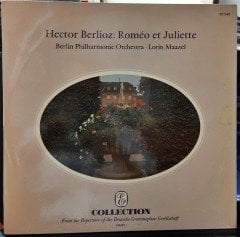 Hector Berlioz: Roméo et Juliette
Berlin Philharmonic Orchestra · Lorin Maazel
COLLECTION
From the Repertoire of the Deutsche Grammophon Gesellschaft